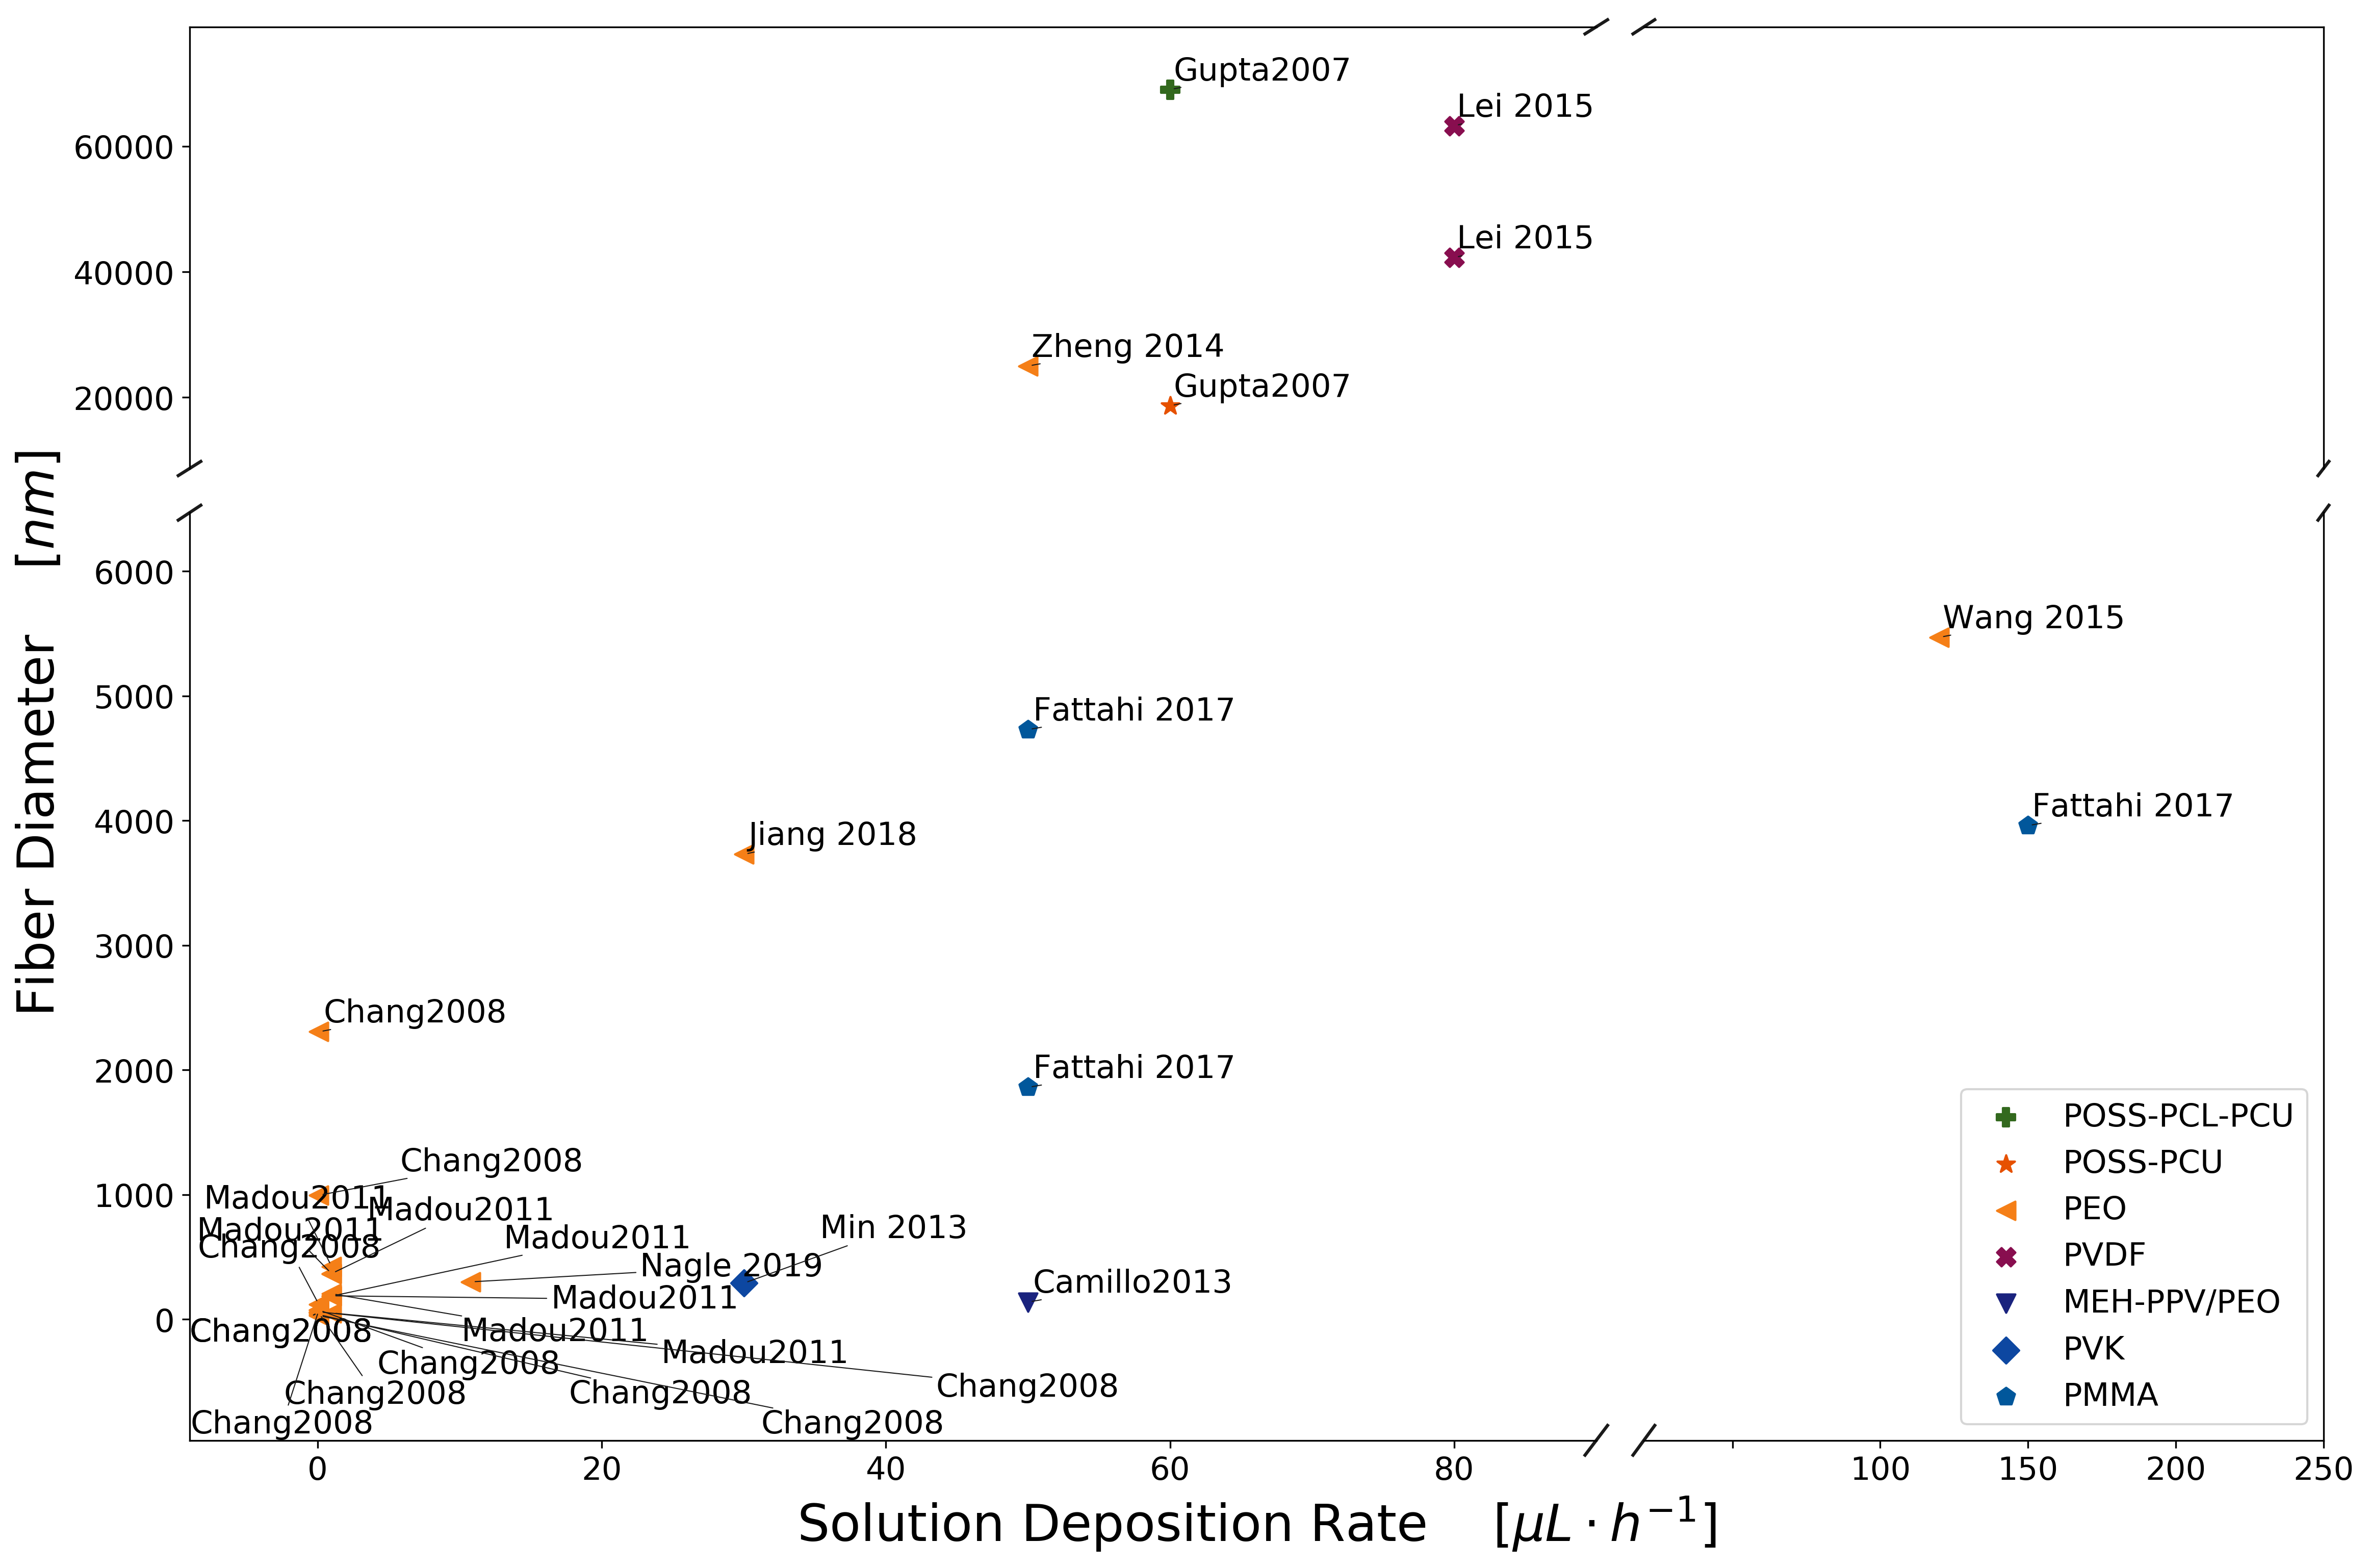 Gupta2007
Lei 2015
60000
Lei 2015
40000
Zheng 2014
Gupta2007
20000
Fiber Diameter [nm]
6000
Wang 2015
5000
Fattahi 2017
4000
Fattahi 2017
Jiang 2018
3000
Chang2008
2000
Fattahi 2017
1000
Chang2008
Madou2011
Madou2011
Madou2011
Chang2008
Madou2011
Min 2013
Nagle 2019
Madou2011
Camillo2013
0
Chang2008
Madou2011
Madou2011
Chang2008
Chang2008
Chang2008
Chang2008
Chang2008
Chang2008
POSS-PCL-PCU
POSS-PCU
PEO
PVDF
MEH-PPV/PEO
PVK
PMMA
0 20 40 60 80 100 150 200 250
Solution Deposition Rate [μL · h⁻¹]